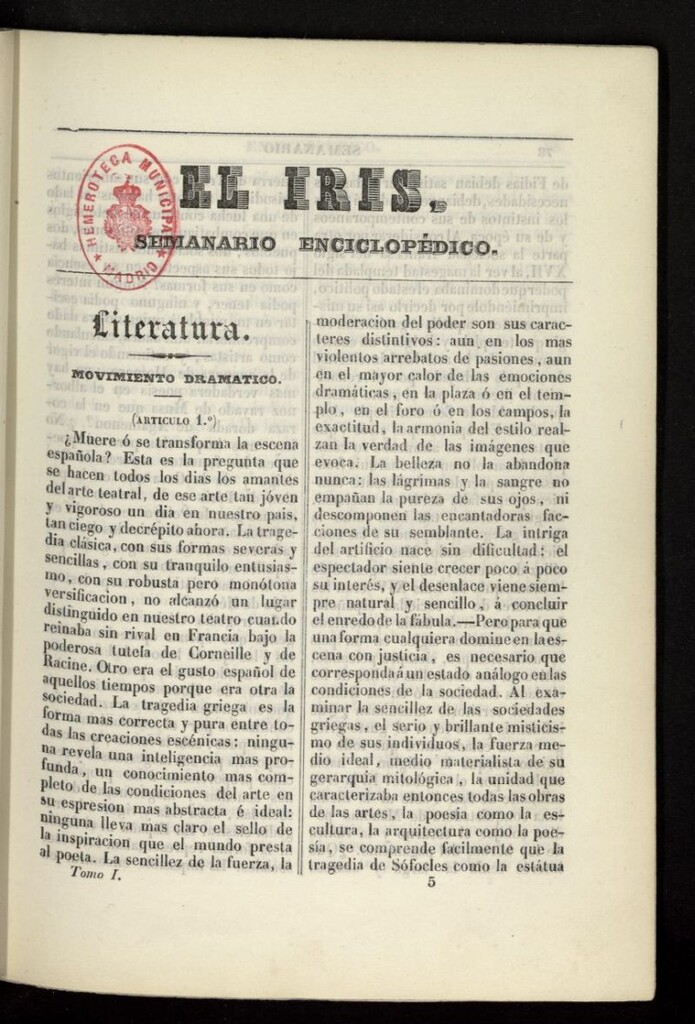 HEMEROTECA MUNICIPAL
★ MADRID ★
EL IRIS,
SEMANARIO ENCICLOPÉDICO.
Literatura.
MOVIMIENTO DRAMATICO.
(ARTICULO 1.º)
¿Muere ó se transforma la escena
española? Esta es la pregunta que
se hacen todos los dias los amantes
del arte teatral, de ese arte tan jóven
y vigoroso un dia en nuestro pais,
tan ciego y decrépito ahora. La trage-
dia clásica, con sus formas severas y
sencillas, con su tranquilo entusias-
mo, con su robusta pero monótona
versificacion, no alcanzó un lugar
distinguido en nuestro teatro cuando
reinaba sin rival en Francia bajo la
poderosa tutela de Corneille y de
Racine. Otro era el gusto español de
aquellos tiempos porque era otra la
sociedad. La tragedia griega es la
forma mas correcta y pura entre to-
das las creaciones escénicas: ningu-
na revela una inteligencia mas pro-
funda, un conocimiento mas com-
pleto de las condiciones del arte en
su espresion mas abstracta é ideal:
ninguna lleva mas claro el sello de
la inspiracion que el mundo presta
al poeta. La sencillez de la fuerza, la
Tomo I.
moderacion del poder son sus carac-
teres distintivos: aun en los mas
violentos arrebatos de pasiones, aun
en el mayor calor de las emociones
dramáticas, en la plaza ó en el tem-
plo, en el foro ó en los campos, la
exactitud, la armonia del estilo real-
zan la verdad de las imágenes que
evoca. La belleza no la abandona
nunca: las lágrimas y la sangre no
empañan la pureza de sus ojos, ni
descomponen las encantadoras fac-
ciones de su semblante. La intriga
del artificio nace sin dificultad: el
espectador siente crecer poco á poco
su interés, y el desenlace viene siem-
pre natural y sencillo, á concluir
el enredo de la fábula.—Pero para que
una forma cualquiera domine en la es-
cena con justicia, es necesario que
corresponda á un estado análogo en las
condiciones de la sociedad. Al exa-
minar la sencillez de las sociedades
griegas, el serio y brillante misticis-
mo de sus individuos, la fuerza me-
dio ideal, medio materialista de su
gerarquia mitológica, la unidad que
caracterizaba entonces todas las obras
de las artes, la poesía como la es-
cultura, la arquitectura como la poe-
sía, se comprende facilmente que la
tragedia de Sófocles como la estátua
5